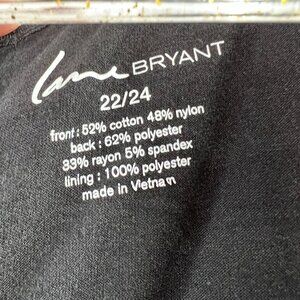 Lane BRYANT
22/24
front : 52% cotton 48% nylon
back : 62% polyester
33% rayon 5% spandex
lining : 100% polyester
made in Vietnam